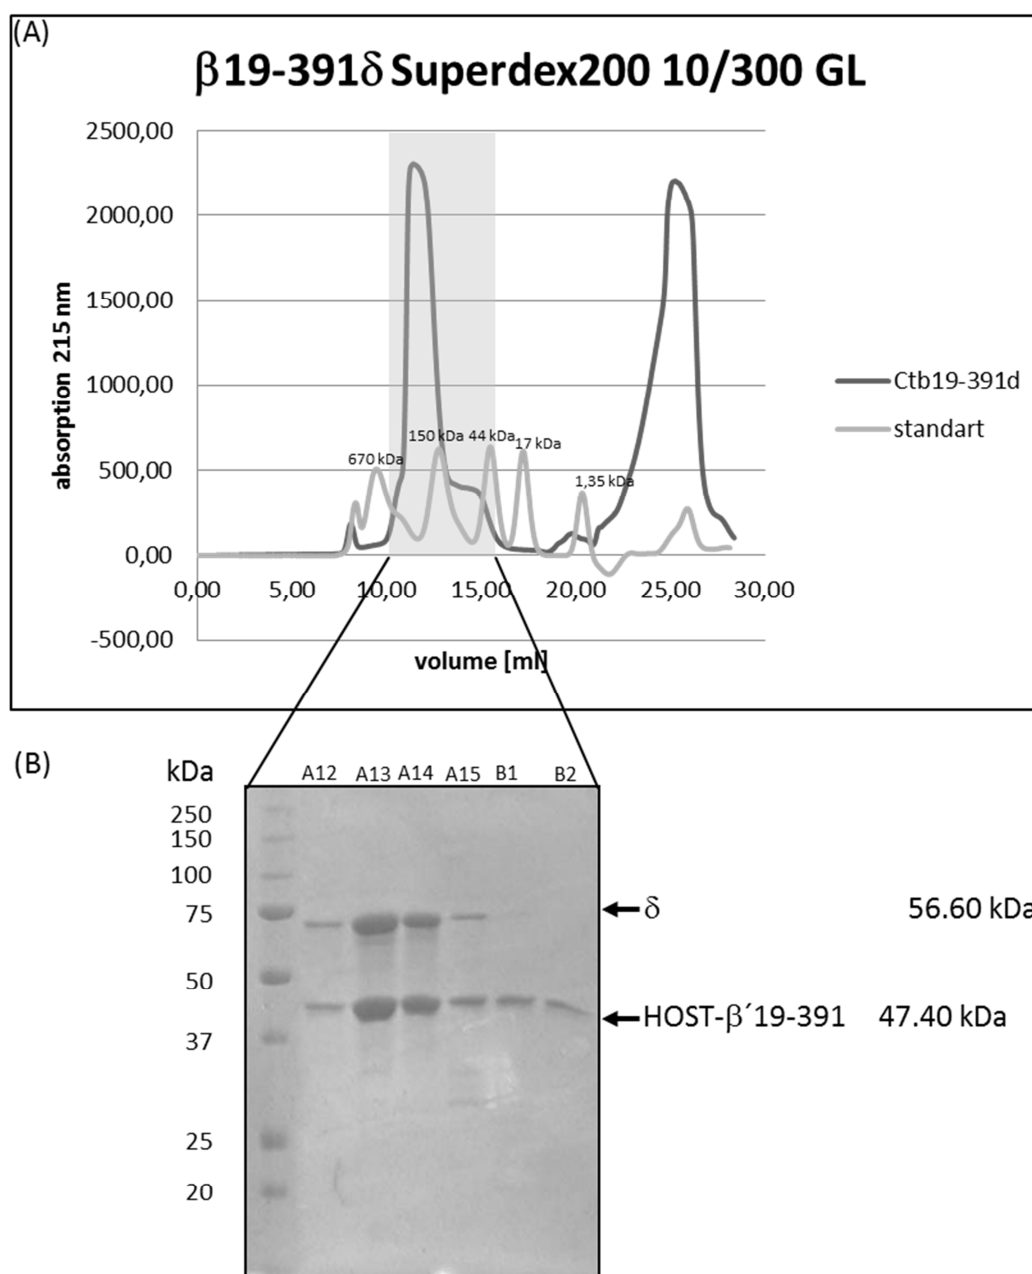 (A)
β19-391δ Superdex200 10/300 GL
2500,00
2000,00
1500,00
1000,00
500,00
0,00
-500,00
absorption 215 nm
670 kDa
150 kDa
44 kDa
17 kDa
1,35 kDa
0,00 5,00 10,00 15,00 20,00 25,00 30,00
volume [ml]
Ctb19-391d
standart
(B)
kDa
A12 A13 A14 A15 B1 B2
250
150
100
75
50
37
25
20
δ 56.60 kDa
HOST-β´19-391 47.40 kDa